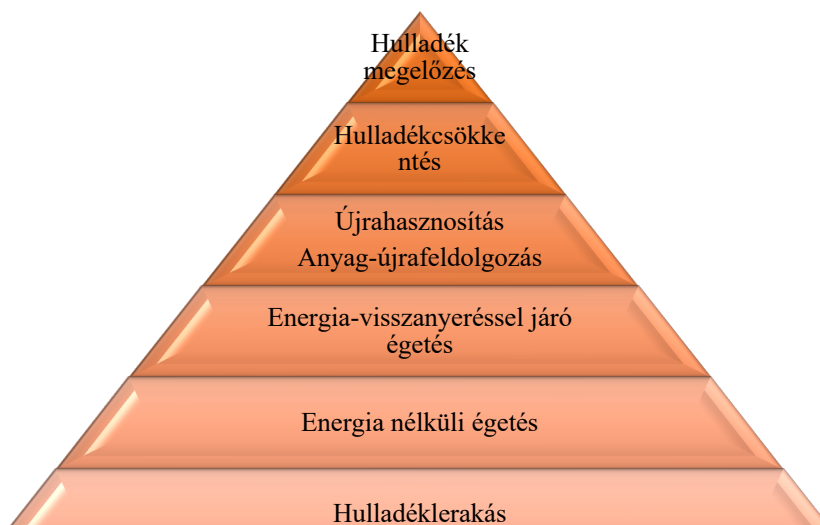 Hulladék
megelőzés
Hulladékcsökke
ntés
Újrahasznosítás
Anyag-újrafeldolgozás
Energia-visszanyeréssel járó
égetés
Energia nélküli égetés
Hulladéklerakás